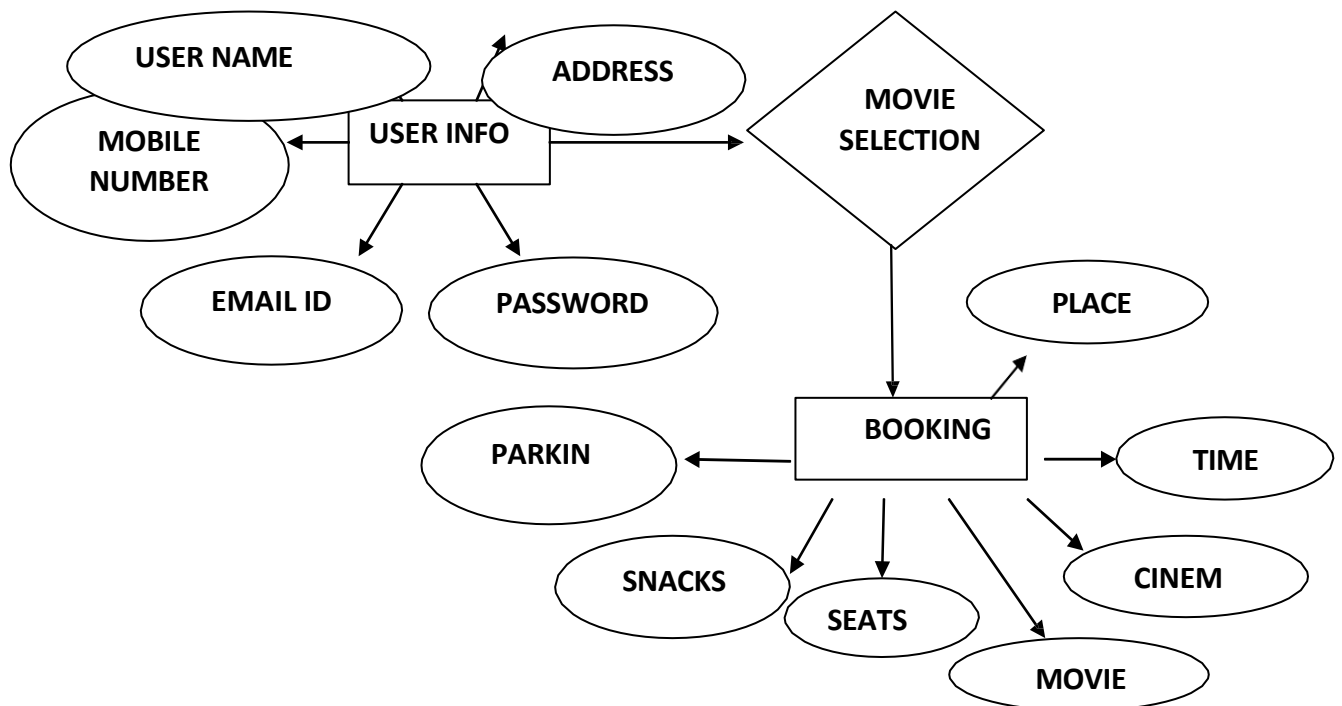 USER NAME
ADDRESS
MOVIE
SELECTION
USER INFO
MOBILE
NUMBER
EMAIL ID
PASSWORD
PLACE
BOOKING
PARKIN
TIME
SNACKS
CINEM
SEATS
MOVIE